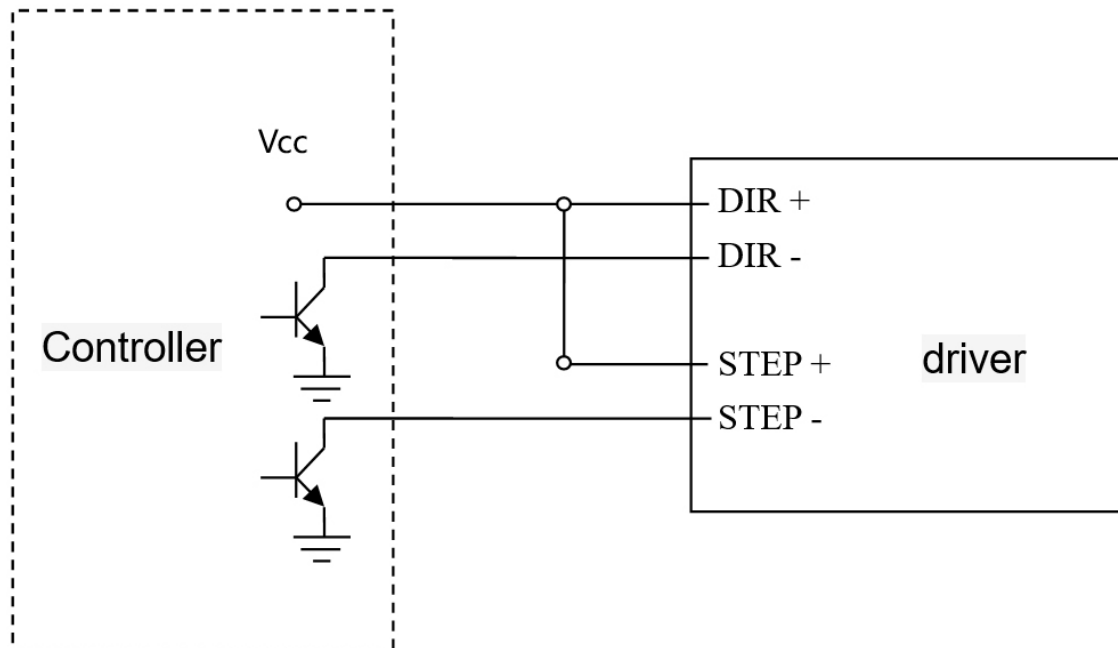 Vcc
DIR +
DIR -
Controller
STEP +
driver
STEP -